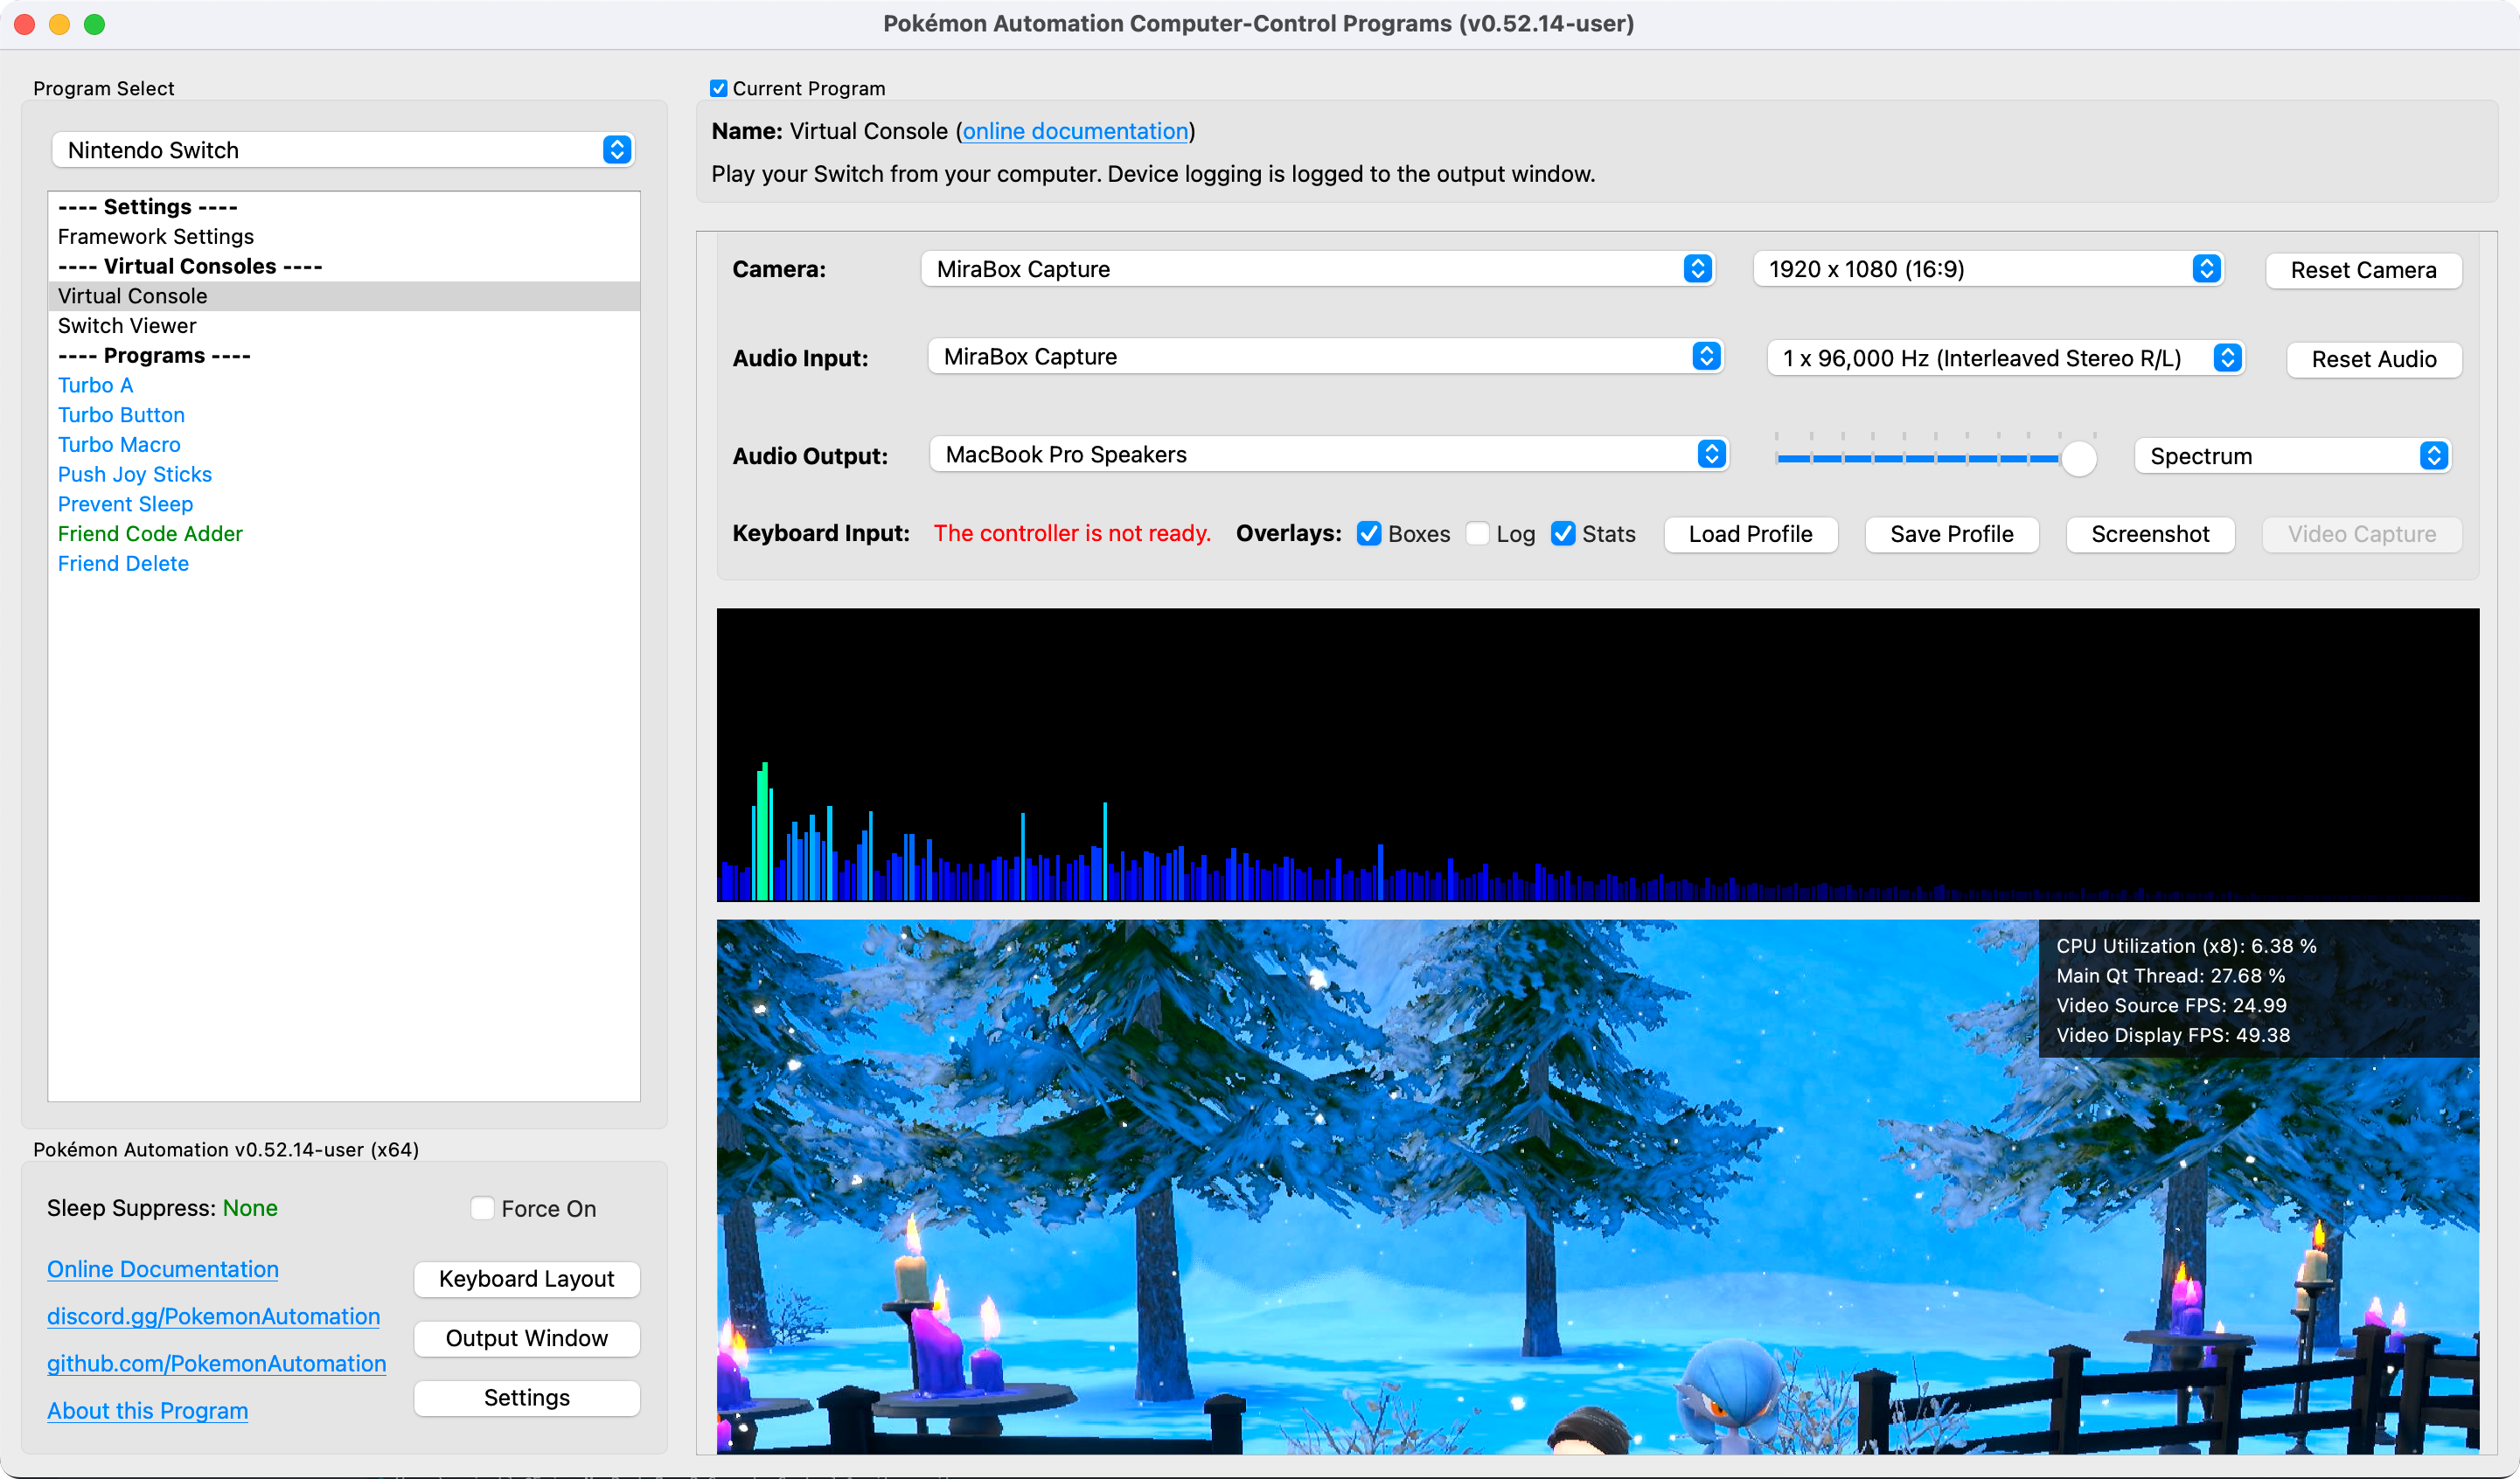 Pokémon Automation Computer-Control Programs (v0.52.14-user)
Program Select
Nintendo Switch
---- Settings ----
Framework Settings
---- Virtual Consoles ----
Virtual Console
Switch Viewer
---- Programs ----
Turbo A
Turbo Button
Turbo Macro
Push Joy Sticks
Prevent Sleep
Friend Code Adder
Friend Delete
Pokémon Automation v0.52.14-user (x64)
Sleep Suppress: None
Force On
Online Documentation
discord.gg/PokemonAutomation
github.com/PokemonAutomation
About this Program
Keyboard Layout
Output Window
Settings
Current Program
Name: Virtual Console (online documentation)
Play your Switch from your computer. Device logging is logged to the output window.
Camera: MiraBox Capture 1920 x 1080 (16:9) Reset Camera
Audio Input: MiraBox Capture 1 x 96,000 Hz (Interleaved Stereo R/L) Reset Audio
Audio Output: MacBook Pro Speakers Spectrum
Keyboard Input: The controller is not ready. Overlays: Boxes Log Stats Load Profile Save Profile Screenshot Video Capture
CPU Utilization (x8): 6.38 %
Main Qt Thread: 27.68 %
Video Source FPS: 24.99
Video Display FPS: 49.38